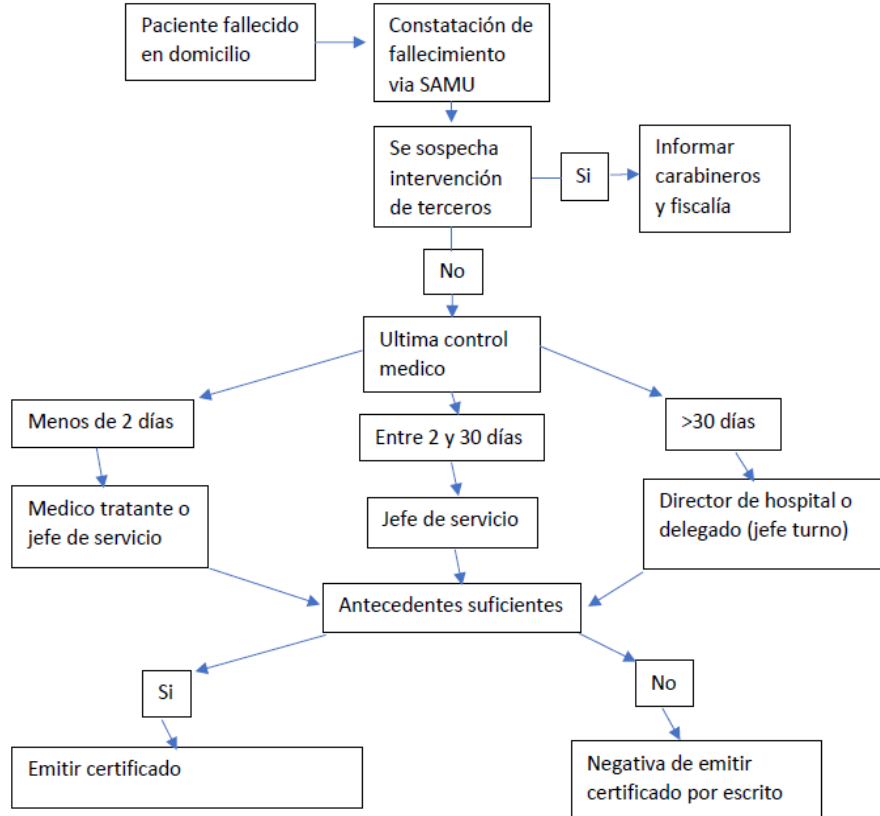 Paciente fallecido
en domicilio
Constatación de
fallecimiento
via SAMU
Se sospecha
intervención
de terceros
Si
Informar
carabineros
y fiscalía
No
Ultima control
medico
Menos de 2 días
Entre 2 y 30 días
>30 días
Medico tratante o
jefe de servicio
Jefe de servicio
Director de hospital o
delegado (jefe turno)
Antecedentes suficientes
Si
No
Emitir certificado
Negativa de emitir
certificado por escrito